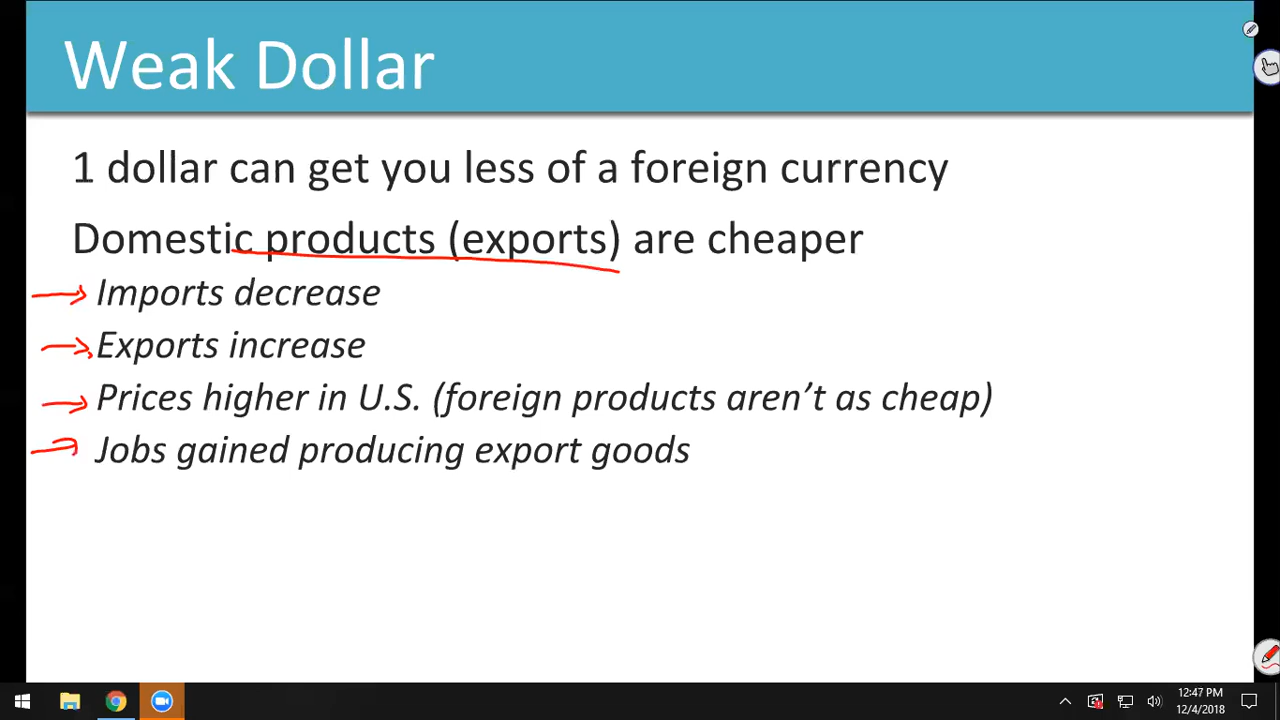 Weak Dollar
1 dollar can get you less of a foreign currency
Domestic products (exports) are cheaper
Imports decrease
Exports increase
Prices higher in U.S. (foreign products aren’t as cheap)
Jobs gained producing export goods
12:47 PM
12/4/2018